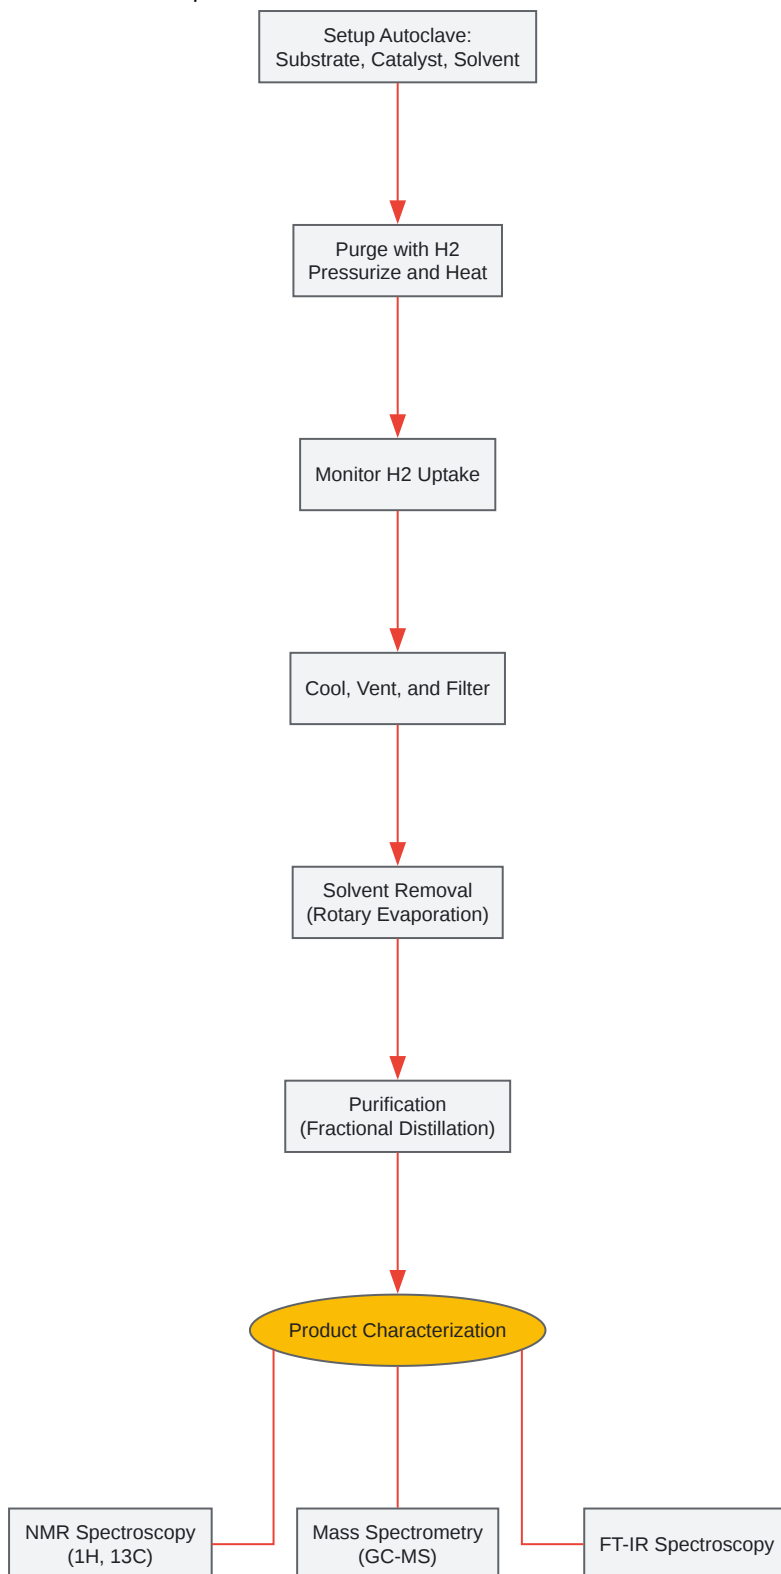 Setup Autoclave:
Substrate, Catalyst, Solvent
Purge with H2
Pressurize and Heat
Monitor H2 Uptake
Cool, Vent, and Filter
Solvent Removal
(Rotary Evaporation)
Purification
(Fractional Distillation)
Product Characterization
NMR Spectroscopy
(1H, 13C)
Mass Spectrometry
(GC-MS)
FT-IR Spectroscopy